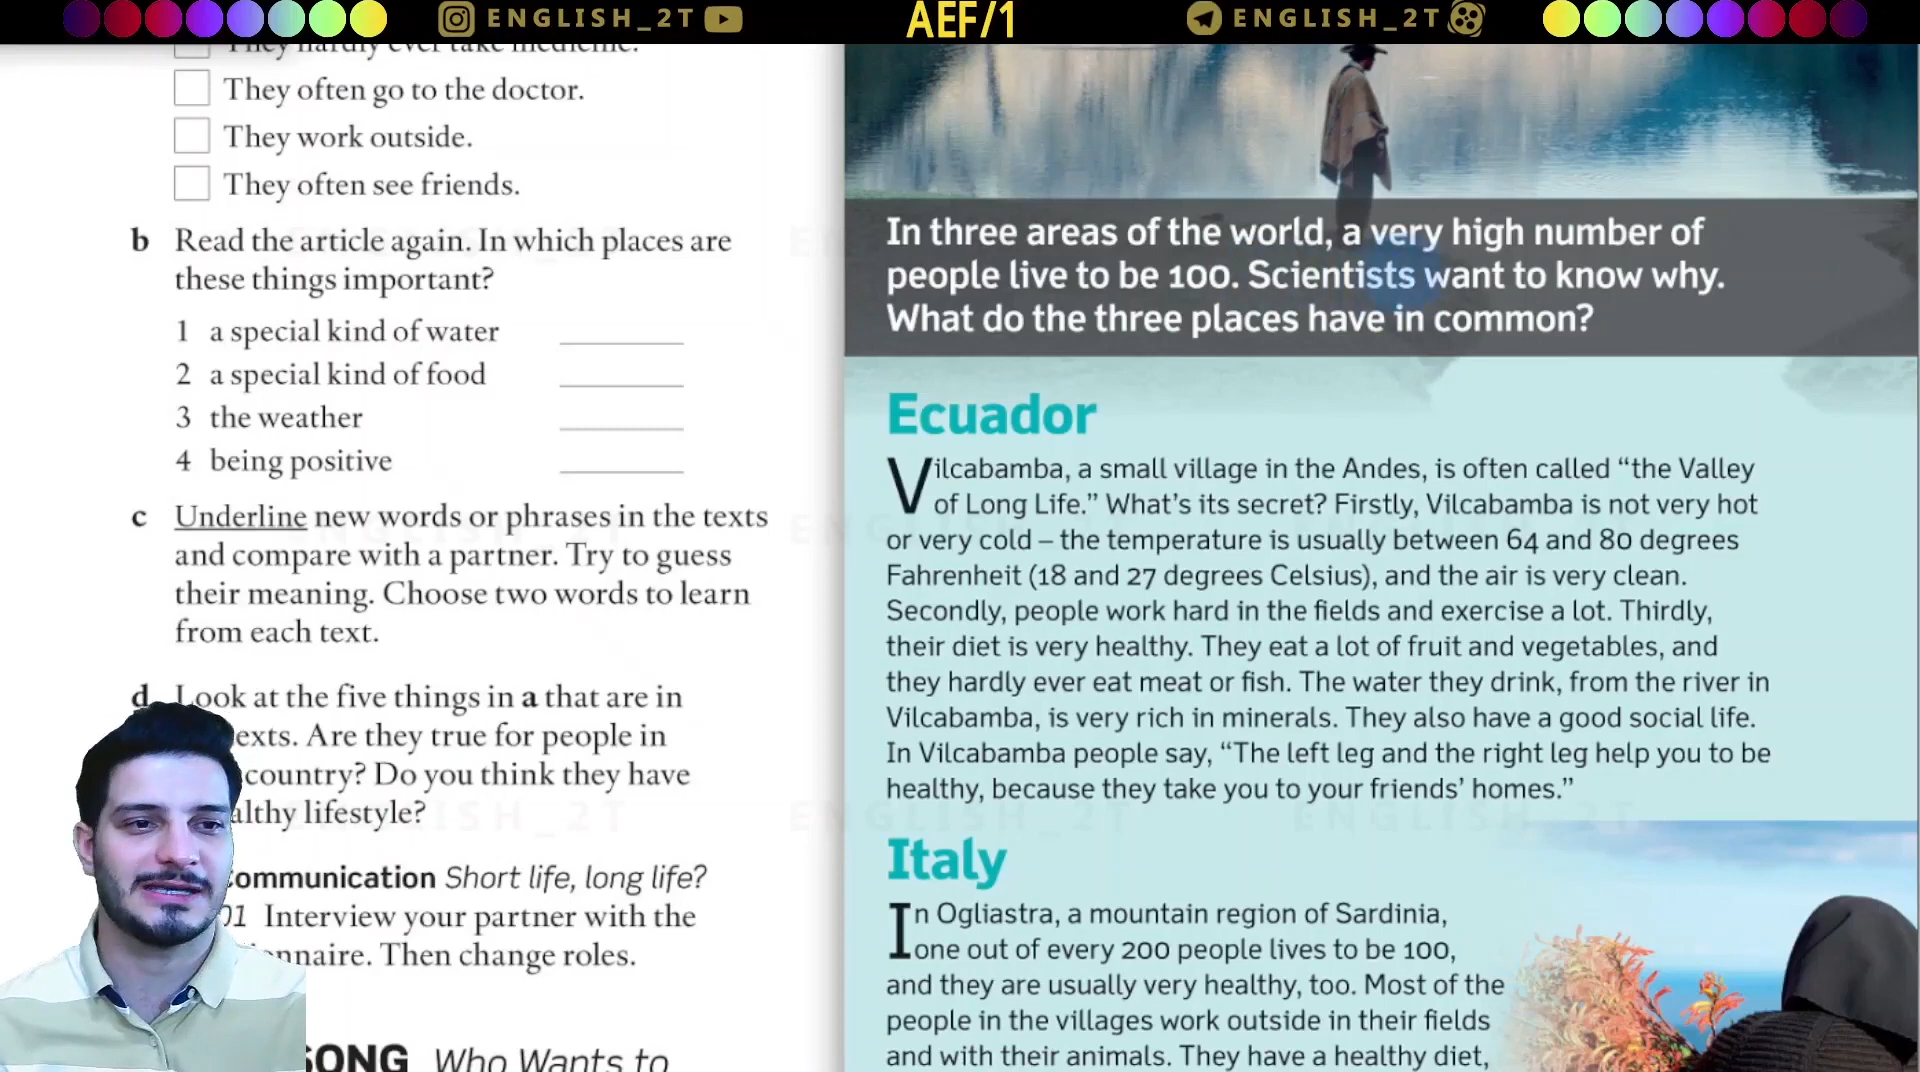 ENGLISH_2T
AEF/1
ENGLISH_2T
They hardly ever take medicine.
They often go to the doctor.
They work outside.
They often see friends.
b Read the article again. In which places are
these things important?
1 a special kind of water
2 a special kind of food
3 the weather
4 being positive
c Underline new words or phrases in the texts
and compare with a partner. Try to guess
their meaning. Choose two words to learn
from each text.
d Look at the five things in a that are in
exts. Are they true for people in
country? Do you think they have
althy lifestyle?
ommunication Short life, long life?
01 Interview your partner with the
nnaire. Then change roles.
SONG Who Wants to
In three areas of the world, a very high number of
people live to be 100. Scientists want to know why.
What do the three places have in common?
Ecuador
Vilcabamba, a small village in the Andes, is often called “the Valley
of Long Life.” What’s its secret? Firstly, Vilcabamba is not very hot
or very cold – the temperature is usually between 64 and 80 degrees
Fahrenheit (18 and 27 degrees Celsius), and the air is very clean.
Secondly, people work hard in the fields and exercise a lot. Thirdly,
their diet is very healthy. They eat a lot of fruit and vegetables, and
they hardly ever eat meat or fish. The water they drink, from the river in
Vilcabamba, is very rich in minerals. They also have a good social life.
In Vilcabamba people say, “The left leg and the right leg help you to be
healthy, because they take you to your friends’ homes.”
Italy
In Ogliastra, a mountain region of Sardinia,
one out of every 200 people lives to be 100,
and they are usually very healthy, too. Most of the
people in the villages work outside in their fields
and with their animals. They have a healthy diet,